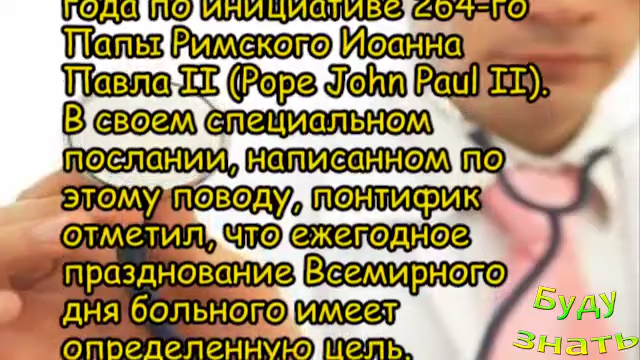 года по инициативе 264-го
Папы Римского Иоанна
Павла II (Pope John Paul II).
В своем специальном
послании, написанном по
этому поводу, понтифик
отметил, что ежегодное
празднование Всемирного
дня больного имеет
определенную цель.
Буду
знать